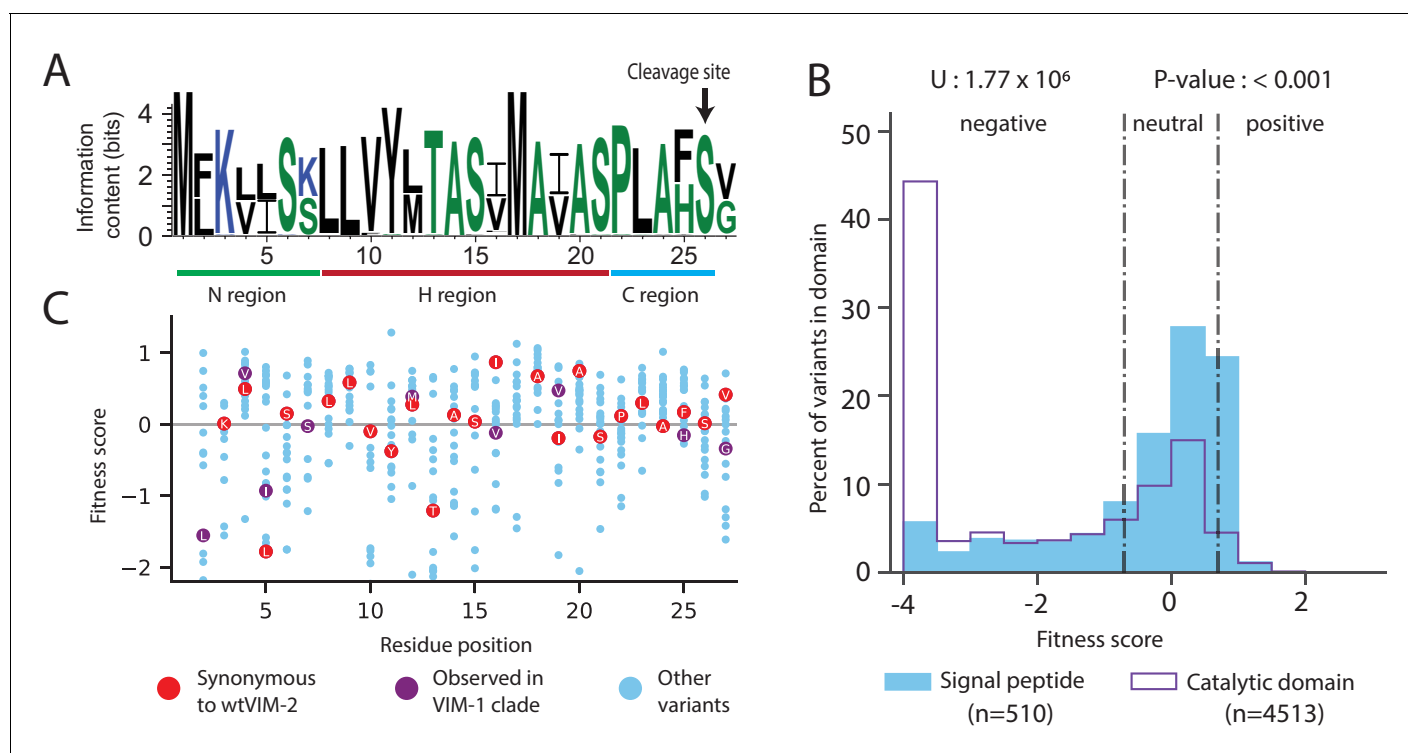 A
Cleavage site
Information
content (bits)
4
2
0
M F K L L S K L L V Y L T A S I M A I A S P L A F S V
L V I S M V V H G
5 10 15 20 25
N region H region C region
C
Fitness score
1
0
−1
−2
L K V L I L S S L L V Y M L T A S I V A V I A S P L A F H S V G
5 10 15 20 25
Residue position
Synonymous
to wtVIM-2
Observed in
VIM-1 clade
Other
variants
B
U : 1.77 x 10⁶ P-value : < 0.001
negative neutral positive
Percent of variants in domain
50
40
30
20
10
0
-4 -2 0 2
Fitness score
Signal peptide
(n=510)
Catalytic domain
(n=4513)